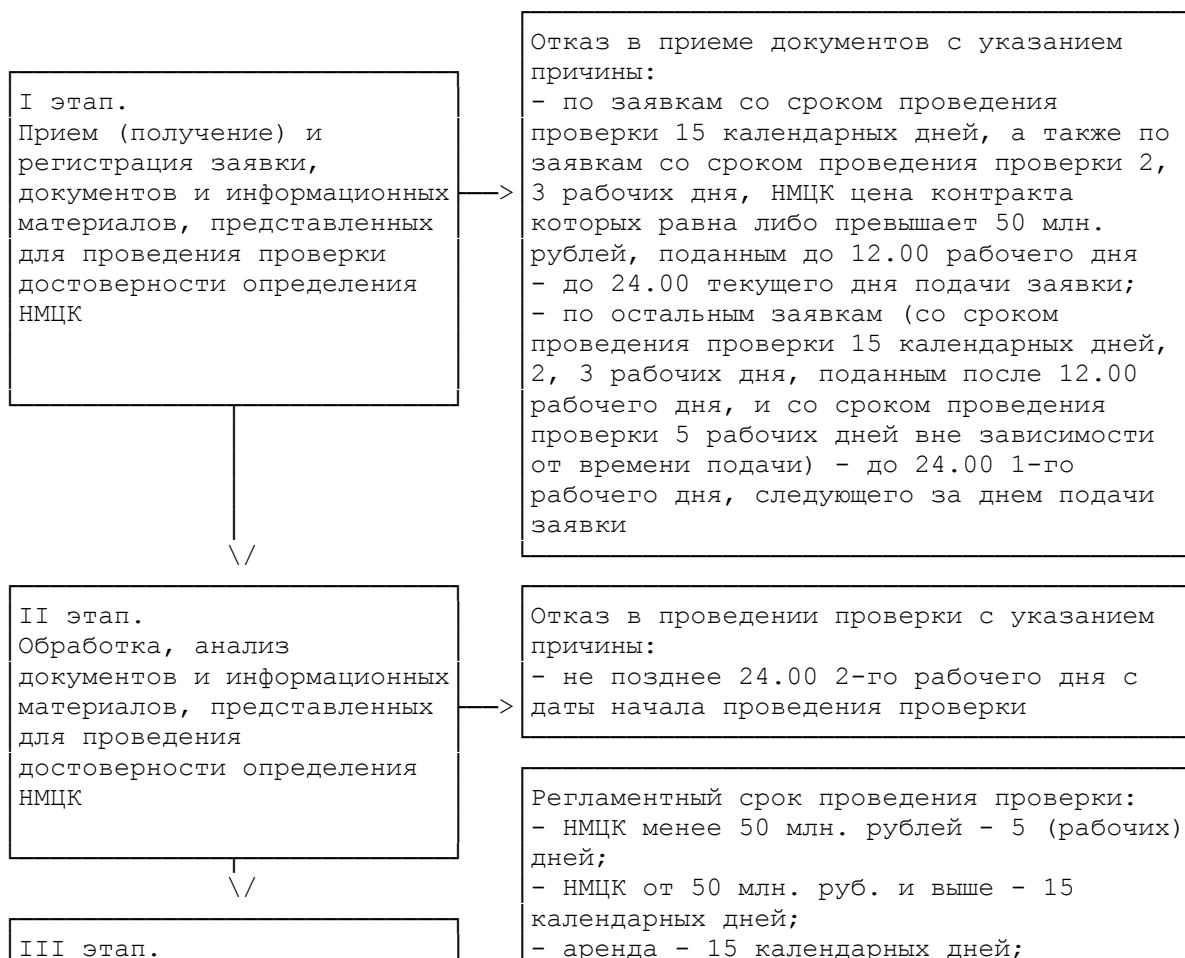 Отказ в приеме документов с указанием
причины:
- по заявкам со сроком проведения
проверки 15 календарных дней, а также по
заявкам со сроком проведения проверки 2,
3 рабочих дня, НМЦК цена контракта
которых равна либо превышает 50 млн.
рублей, поданным до 12.00 рабочего дня
- до 24.00 текущего дня подачи заявки;
- по остальным заявкам (со сроком
проведения проверки 15 календарных дней,
2, 3 рабочих дня, поданным после 12.00
рабочего дня, и со сроком проведения
проверки 5 рабочих дней вне зависимости
от времени подачи) - до 24.00 1-го
рабочего дня, следующего за днем подачи
заявки
I этап.
Прием (получение) и
регистрация заявки,
документов и информационных
материалов, представленных
для проведения проверки
достоверности определения
НМЦК
II этап.
Обработка, анализ
документов и информационных
материалов, представленных
для проведения
достоверности определения
НМЦК
Отказ в проведении проверки с указанием
причины:
- не позднее 24.00 2-го рабочего дня с
даты начала проведения проверки
Регламентный срок проведения проверки:
- НМЦК менее 50 млн. рублей - 5 (рабочих)
дней;
- НМЦК от 50 млн. руб. и выше - 15
календарных дней;
- аренда - 15 календарных дней;
III этап.